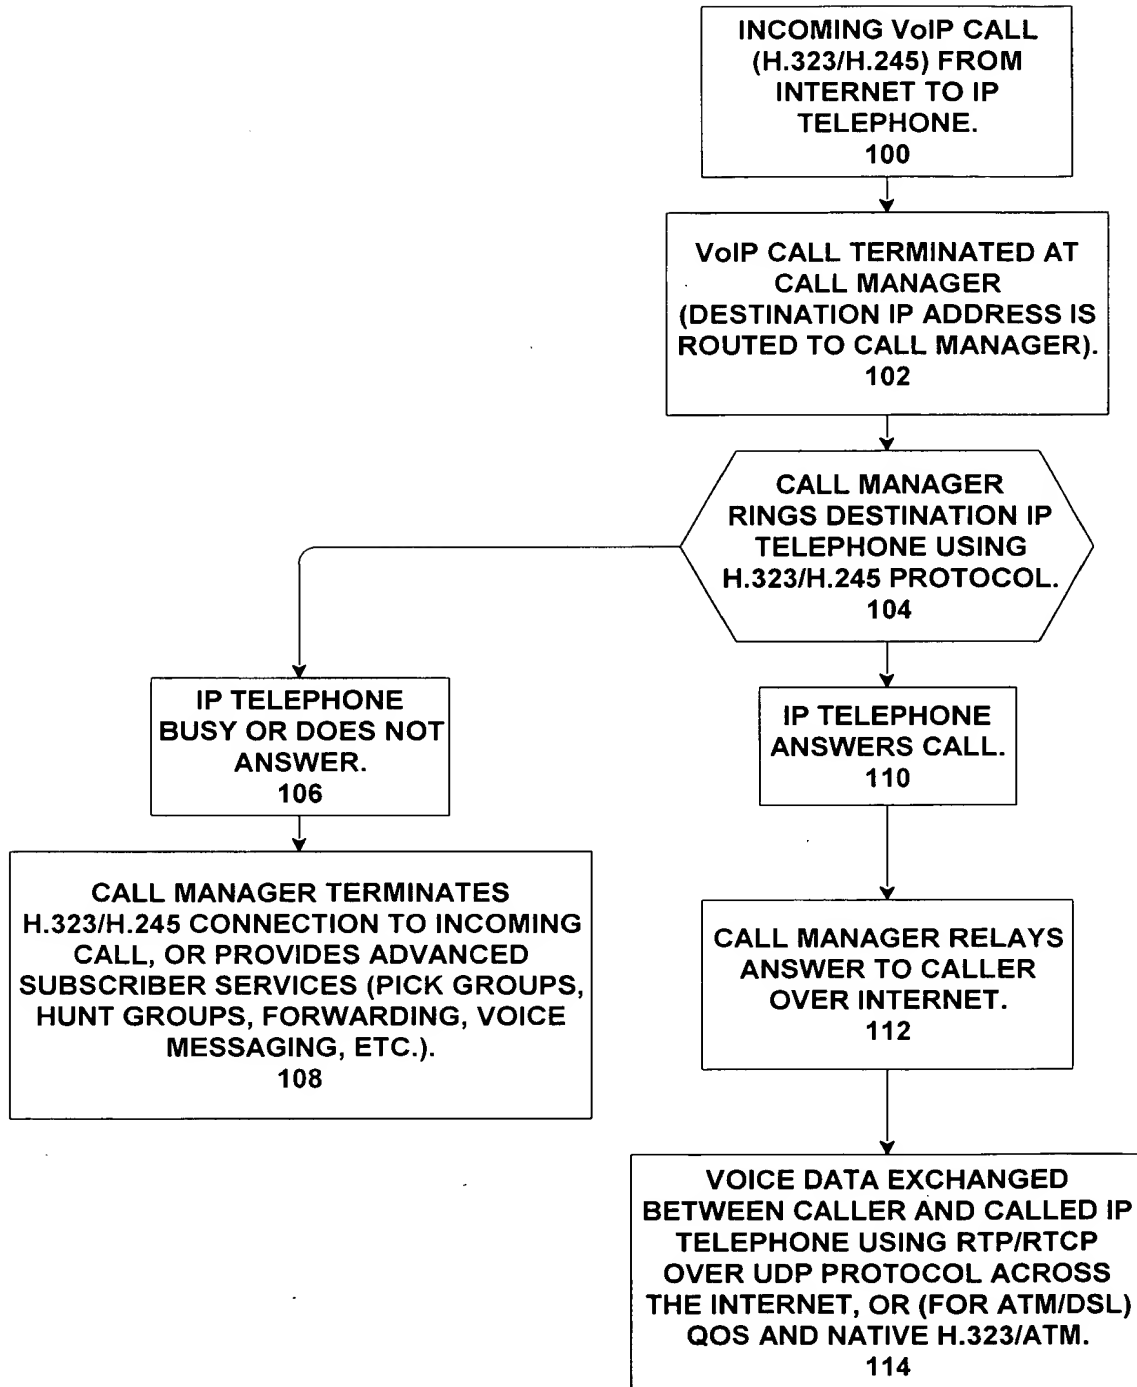 INCOMING VoIP CALL
(H.323/H.245) FROM
INTERNET TO IP
TELEPHONE.
100
VoIP CALL TERMINATED AT
CALL MANAGER
(DESTINATION IP ADDRESS IS
ROUTED TO CALL MANAGER).
102
CALL MANAGER
RINGS DESTINATION IP
TELEPHONE USING
H.323/H.245 PROTOCOL.
104
IP TELEPHONE
BUSY OR DOES NOT
ANSWER.
106
IP TELEPHONE
ANSWERS CALL.
110
CALL MANAGER TERMINATES
H.323/H.245 CONNECTION TO INCOMING
CALL, OR PROVIDES ADVANCED
SUBSCRIBER SERVICES (PICK GROUPS,
HUNT GROUPS, FORWARDING, VOICE
MESSAGING, ETC.).
108
CALL MANAGER RELAYS
ANSWER TO CALLER
OVER INTERNET.
112
VOICE DATA EXCHANGED
BETWEEN CALLER AND CALLED IP
TELEPHONE USING RTP/RTCP
OVER UDP PROTOCOL ACROSS
THE INTERNET, OR (FOR ATM/DSL)
QOS AND NATIVE H.323/ATM.
114